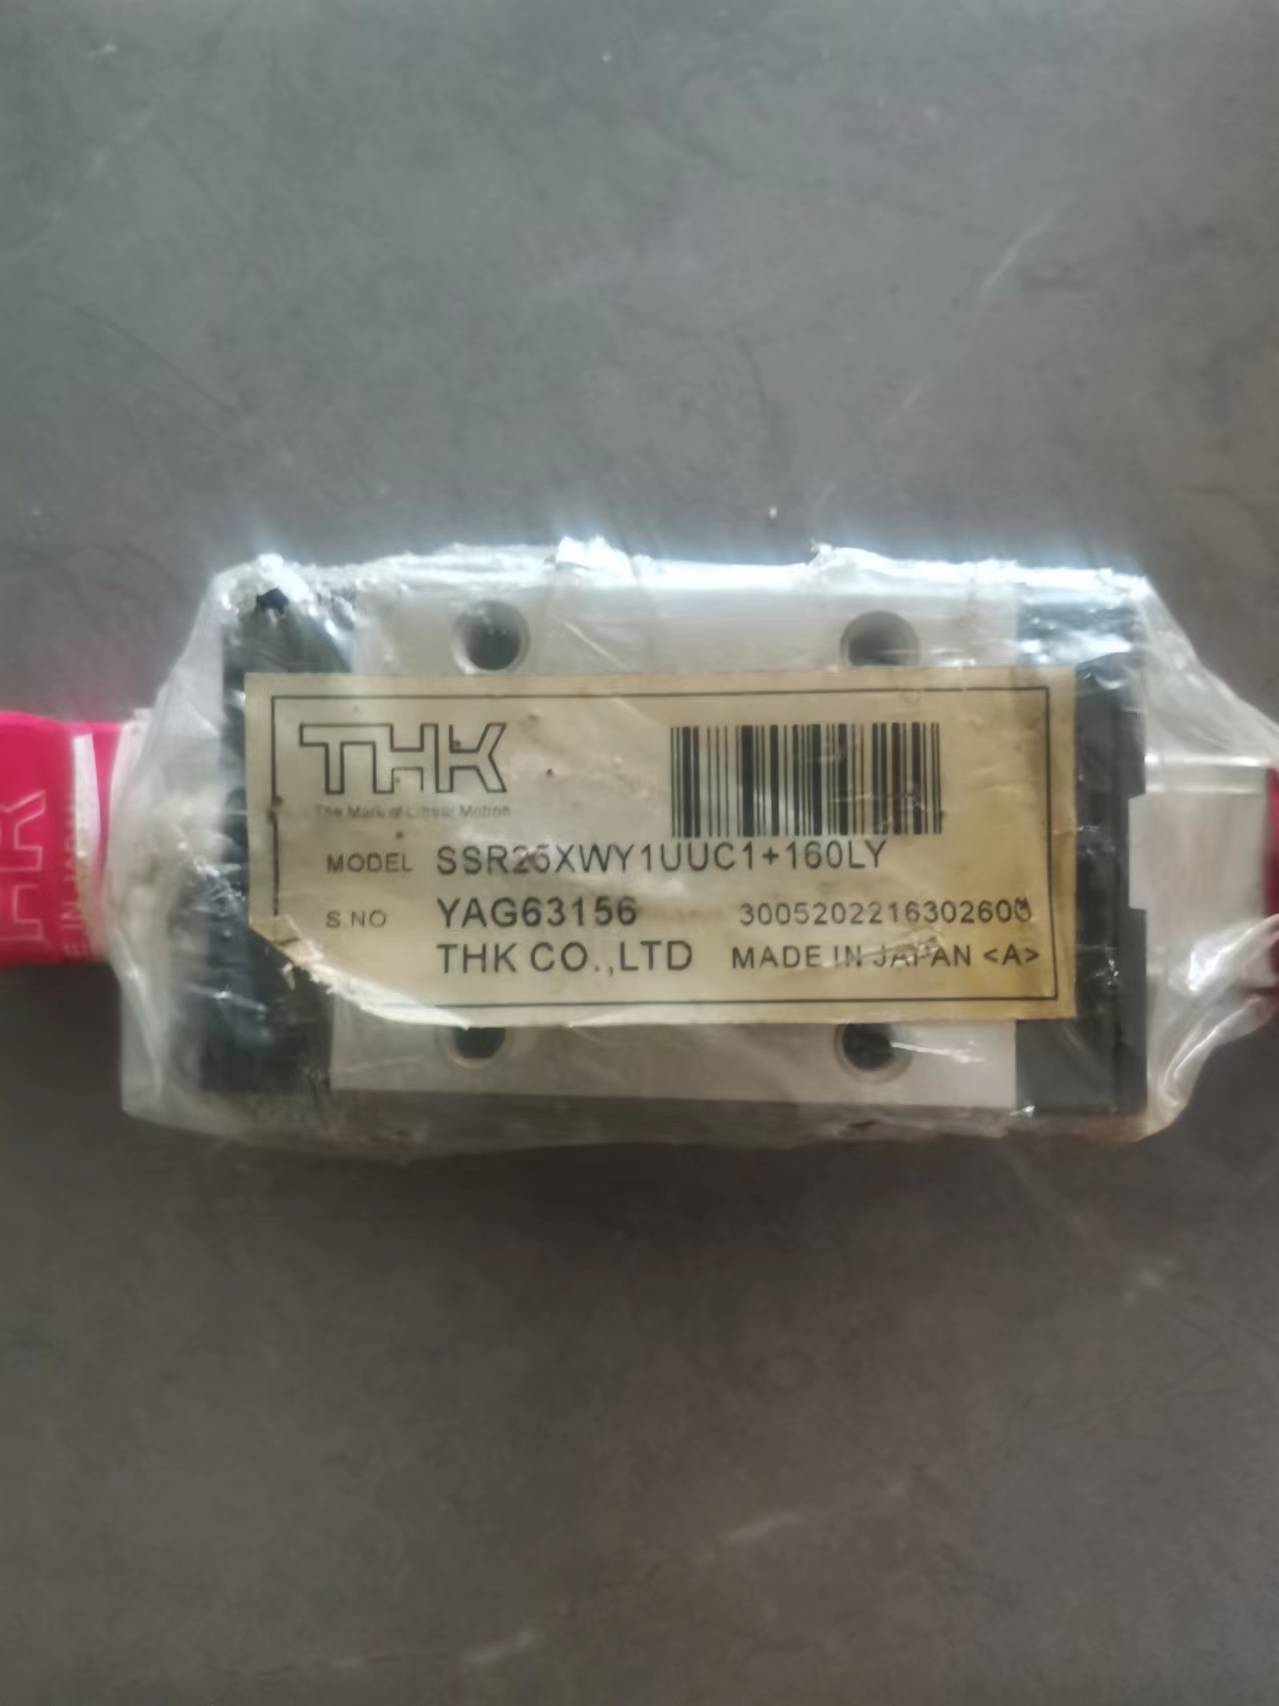 THK
The Mark of Linear Motion
MODEL SSR25XWY1UUC1+160LY
S.NO YAG63156 3005202216302600
THK CO.,LTD MADE IN JAPAN <A>